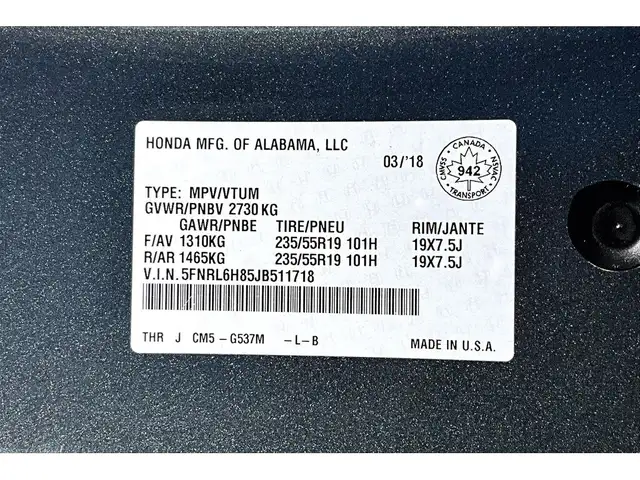 HONDA MFG. OF ALABAMA, LLC
03/'18
CANADA
CMVSS
942
NSVAC
TRANSPORT
TYPE: MPV/VTUM
GVWR/PNBV 2730KG
GAWR/PNBE TIRE/PNEU RIM/JANTE
F/AV 1310KG 235/55R19 101H 19X7.5J
R/AR 1465KG 235/55R19 101H 19X7.5J
V.I.N.5FNRL6H85JB511718
THR J CM5-G537M -L-B MADE IN U.S.A.